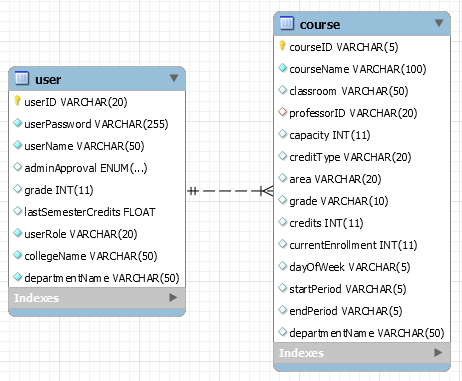 user
userID VARCHAR(20)
userPassword VARCHAR(255)
userName VARCHAR(50)
adminApproval ENUM(...)
grade INT(11)
lastSemesterCredits FLOAT
userRole VARCHAR(20)
collegeName VARCHAR(50)
departmentName VARCHAR(50)
Indexes
course
courseID VARCHAR(5)
courseName VARCHAR(100)
classroom VARCHAR(50)
professorID VARCHAR(20)
capacity INT(11)
creditType VARCHAR(20)
area VARCHAR(20)
grade VARCHAR(10)
credits INT(11)
currentEnrollment INT(11)
dayOfWeek VARCHAR(5)
startPeriod VARCHAR(5)
endPeriod VARCHAR(5)
departmentName VARCHAR(50)
Indexes